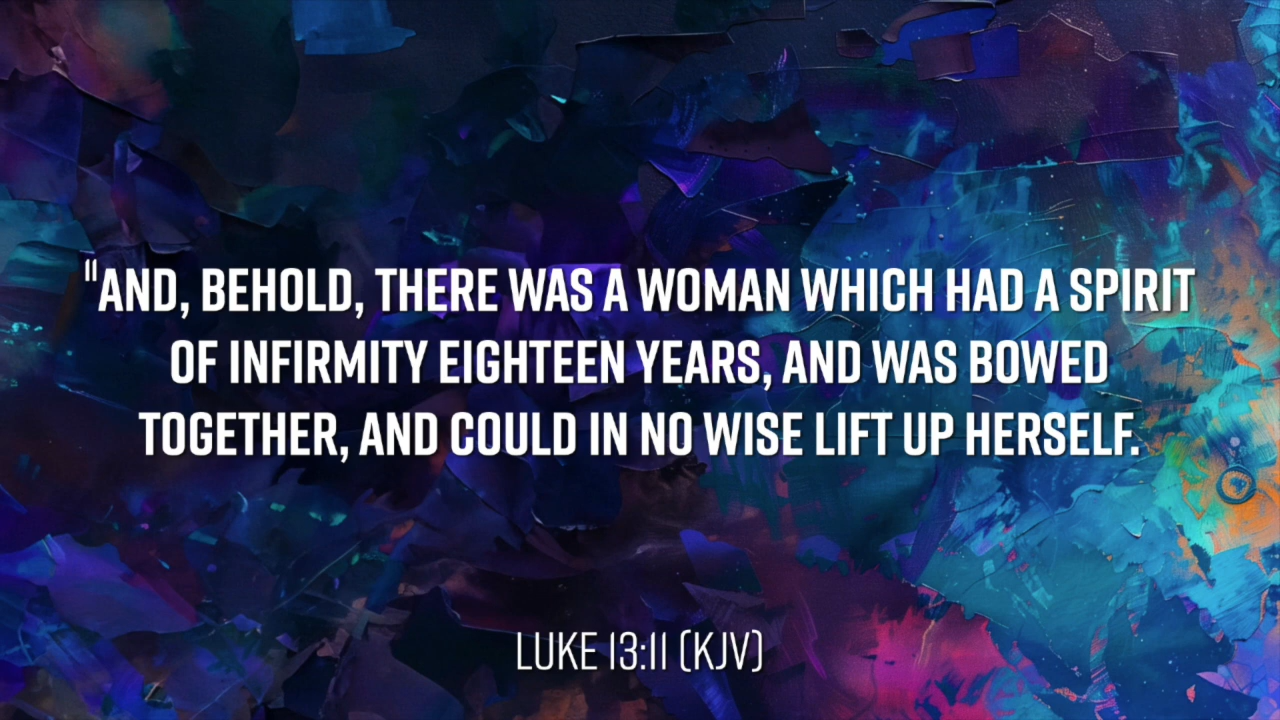 "AND, BEHOLD, THERE WAS A WOMAN WHICH HAD A SPIRIT
OF INFIRMITY EIGHTEEN YEARS, AND WAS BOWED
TOGETHER, AND COULD IN NO WISE LIFT UP HERSELF.
LUKE 13:11 (KJV)